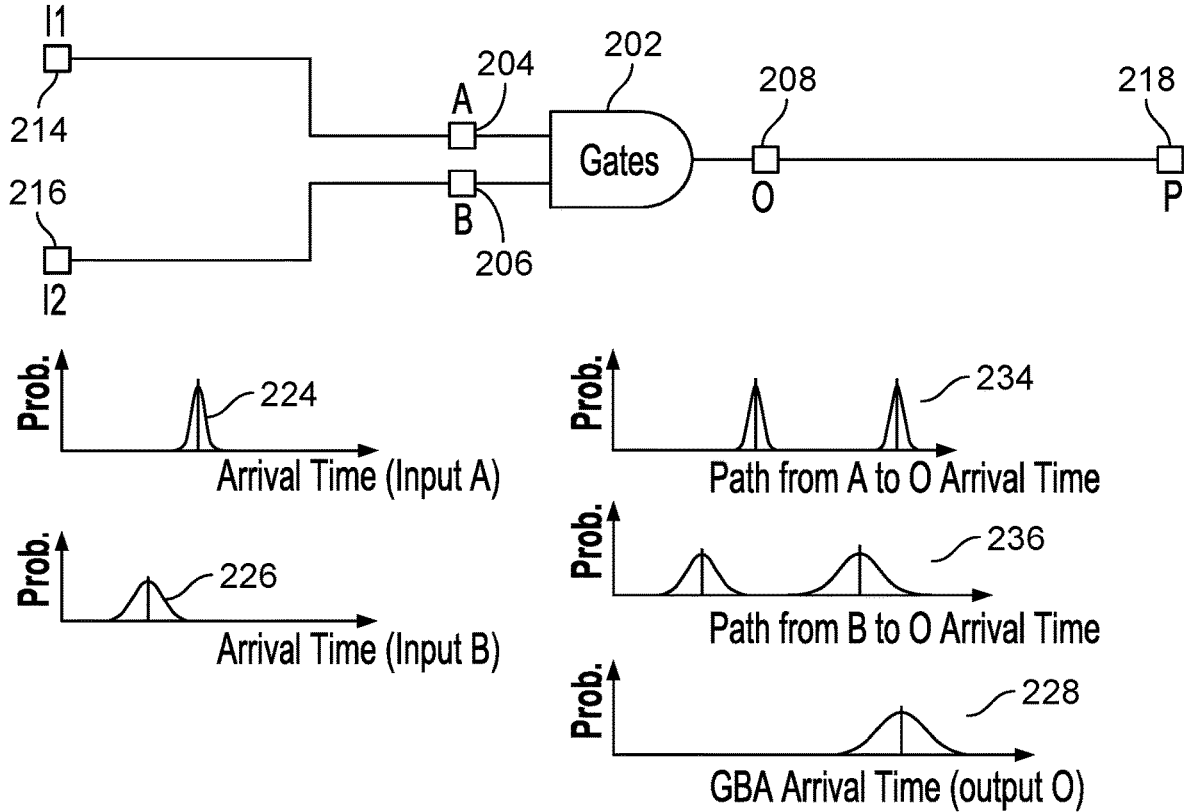 I1
214
216
I2
A
204
B
206
202
Gates
208
O
218
P
Prob.
224
Arrival Time (Input A)
Prob.
226
Arrival Time (Input B)
Prob.
234
Path from A to O Arrival Time
Prob.
236
Path from B to O Arrival Time
Prob.
228
GBA Arrival Time (output O)